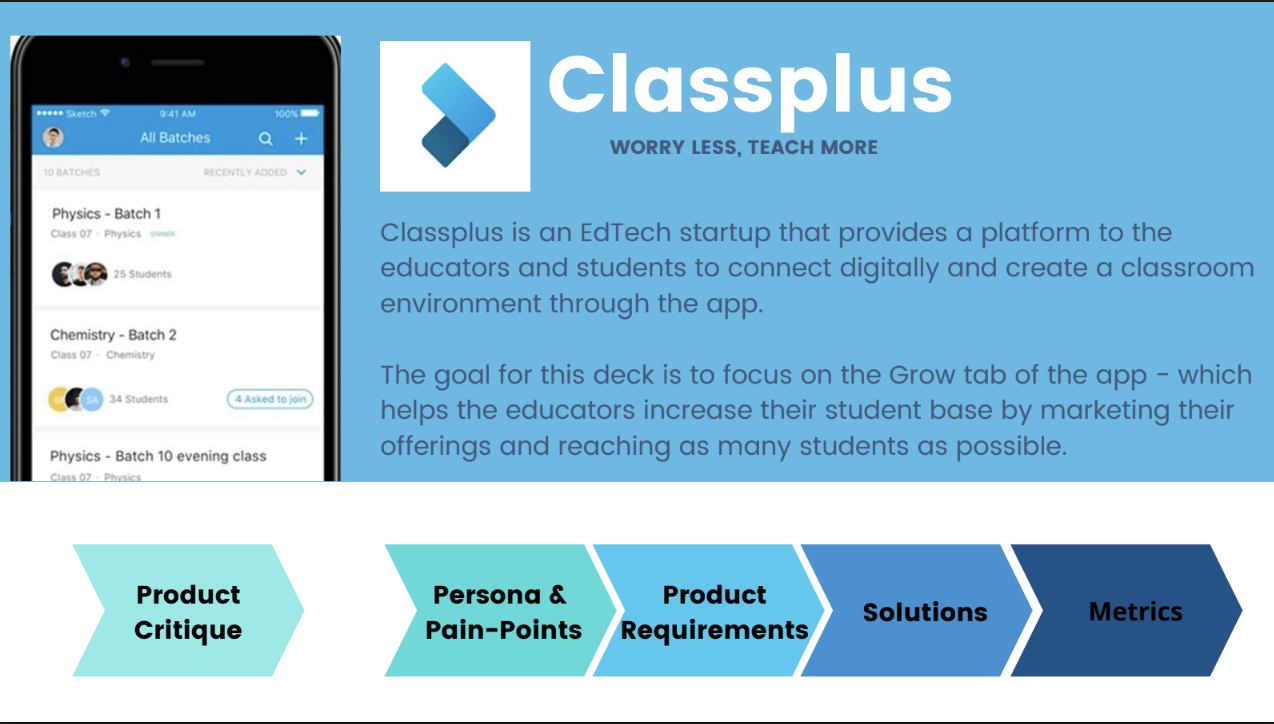 Sketch 9:41 AM 100%
All Batches
10 BATCHES RECENTLY ADDED
Physics - Batch 1
Class 07 · Physics OWNER
25 Students
Chemistry - Batch 2
Class 07 · Chemistry
SA 34 Students 4 Asked to join
Physics - Batch 10 evening class
Class 07 · Physics
Classplus
WORRY LESS, TEACH MORE
Classplus is an EdTech startup that provides a platform to the
educators and students to connect digitally and create a classroom
environment through the app.
The goal for this deck is to focus on the Grow tab of the app - which
helps the educators increase their student base by marketing their
offerings and reaching as many students as possible.
Product
Critique
Persona &
Pain-Points
Product
Requirements
Solutions
Metrics